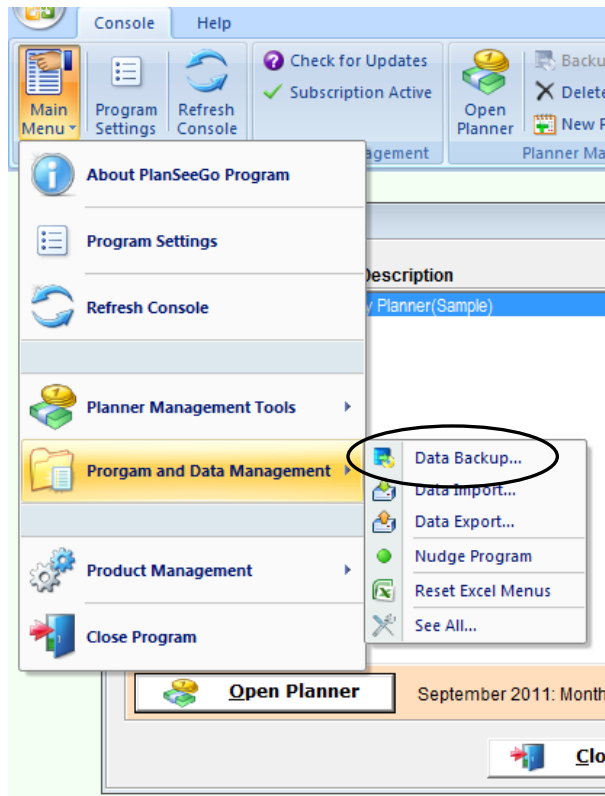 Console Help
Check for Updates
Subscription Active
Main Menu
Program Settings
Refresh Console
Open Planner
Backu
Delete
New P
agement
Planner Ma
About PlanSeeGo Program
Program Settings
Refresh Console
Planner Management Tools
Prorgam and Data Management
Product Management
Close Program
Description
y Planner(Sample)
Data Backup...
Data Import...
Data Export...
Nudge Program
Reset Excel Menus
See All...
Open Planner
September 2011: Month
Clo